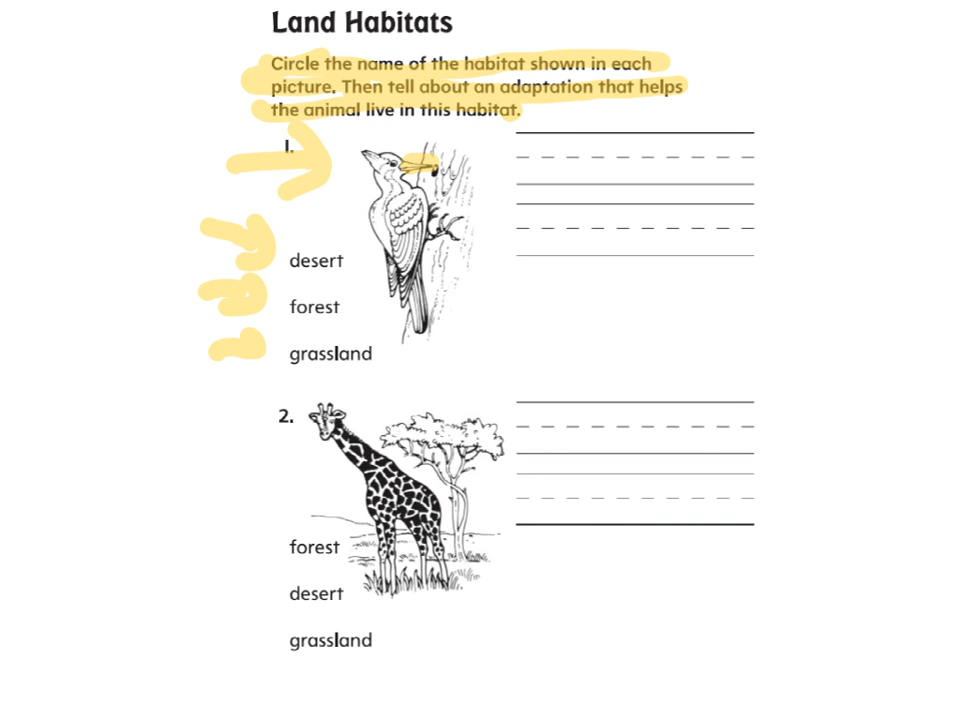 Land Habitats
Circle the name of the habitat shown in each
picture. Then tell about an adaptation that helps
the animal live in this habitat.
1.
desert
forest
grassland
2.
forest
desert
grassland